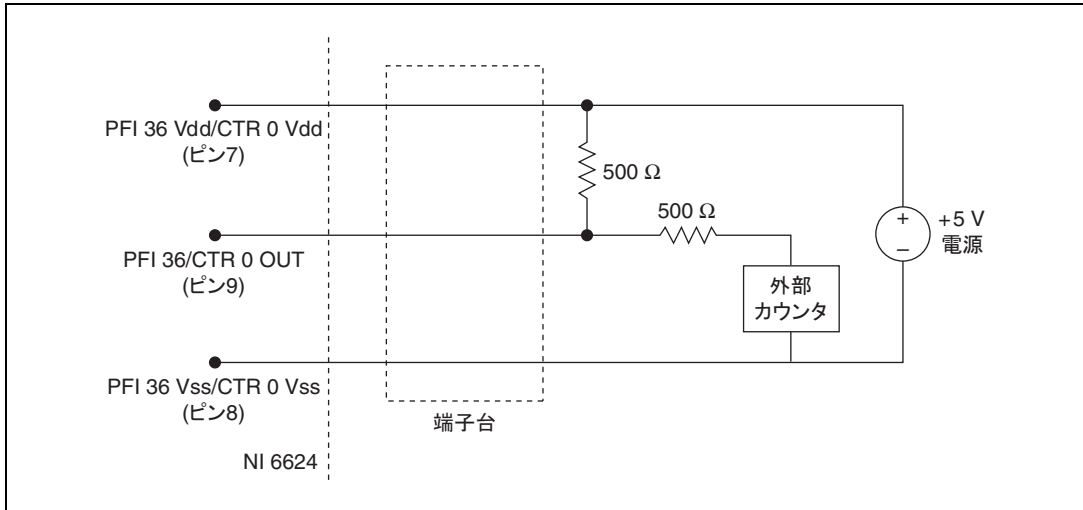 PFI 36 Vdd/CTR 0 Vdd
(ピン7)
500 Ω
500 Ω
+
−
+5 V
電源
PFI 36/CTR 0 OUT
(ピン9)
外部
カウンタ
PFI 36 Vss/CTR 0 Vss
(ピン8)
端子台
NI 6624